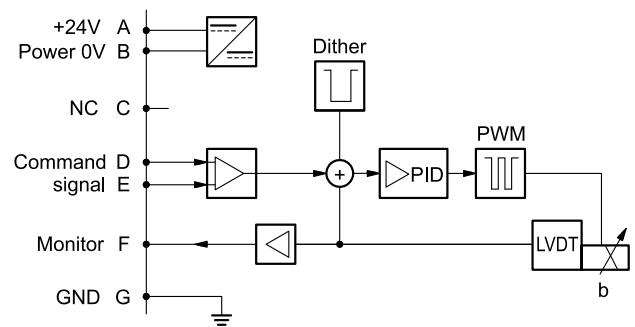 +24V A
Power 0V B
Dither
NC C
PWM
Command D
signal E
PID
Monitor F
LVDT
GND G
b